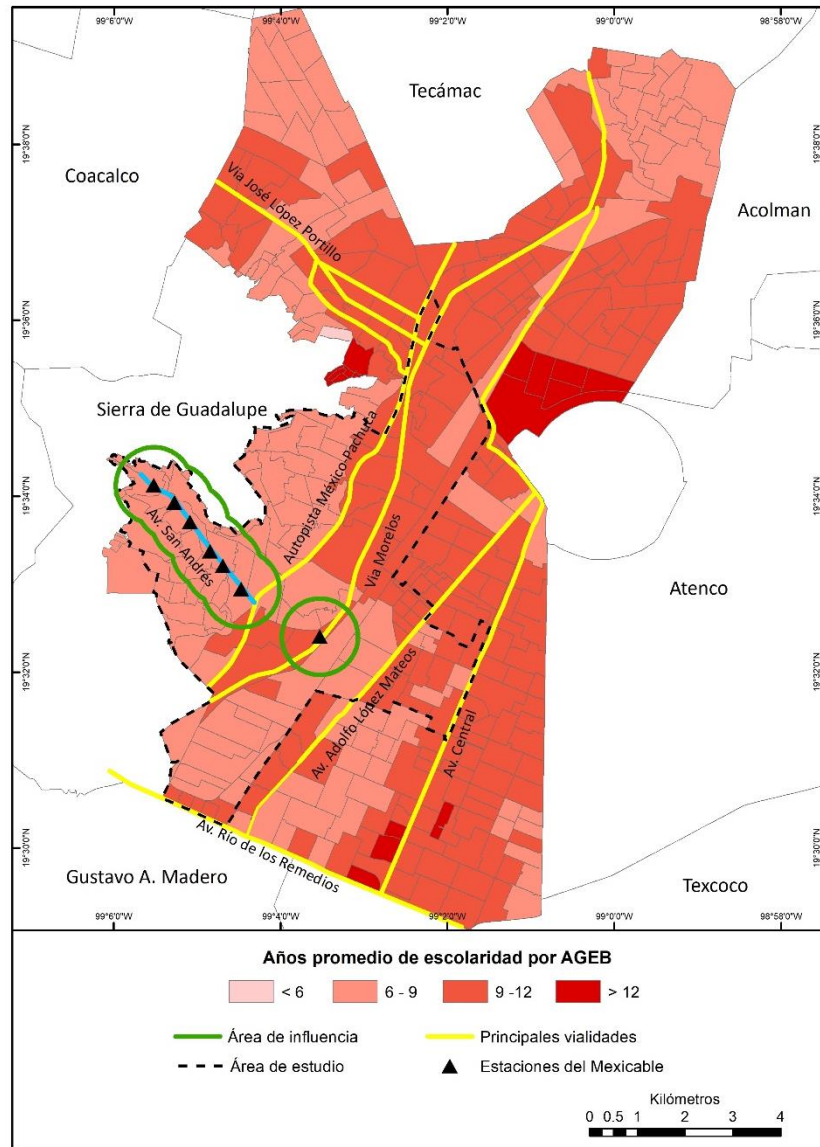 99°6'0"W 99°4'0"W 99°2'0"W 99°0'0"W 98°58'0"W
Tecámac
19°38'0"N 19°38'0"N
Coacalco
Vía José López Portillo
Acolman
19°36'0"N 19°36'0"N
Sierra de Guadalupe
Autopista México-Pachuca
19°34'0"N 19°34'0"N
Av. San Andrés
Vía Morelos
Atenco
19°32'0"N 19°32'0"N
Av. Adolfo López Mateos
Av. Central
19°30'0"N 19°30'0"N
Av. Río de los Remedios
Gustavo A. Madero
Texcoco
99°6'0"W 99°4'0"W 99°2'0"W 99°0'0"W 98°58'0"W
Años promedio de escolaridad por AGEB
< 6 6 - 9 9 -12 > 12
Área de influencia Principales vialidades
Área de estudio Estaciones del Mexicable
Kilómetros
0 0.5 1 2 3 4